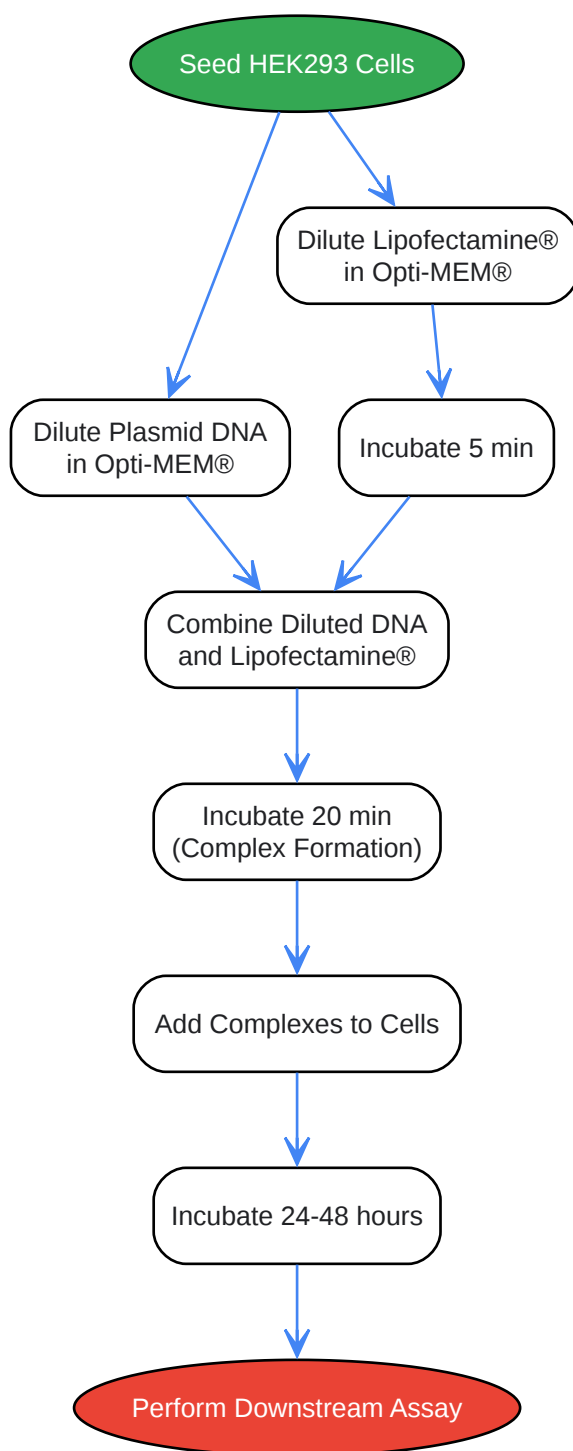 Seed HEK293 Cells
Dilute Lipofectamine®
in Opti-MEM®
Dilute Plasmid DNA
in Opti-MEM®
Incubate 5 min
Combine Diluted DNA
and Lipofectamine®
Incubate 20 min
(Complex Formation)
Add Complexes to Cells
Incubate 24-48 hours
Perform Downstream Assay